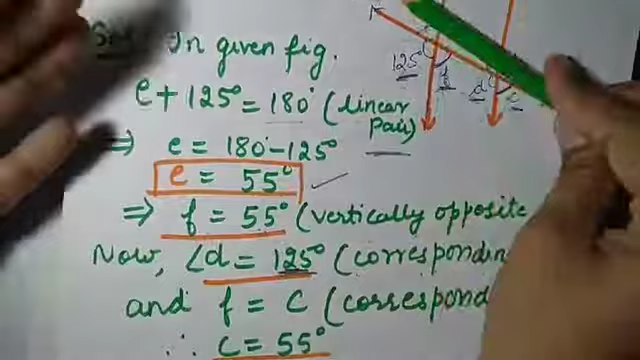 In given fig.
125°
d
c
e + 125° = 180° (linear
pair)
⇒ e = 180 - 125°
e = 55°
⇒ f = 55° (vertically opposite
Now, ∠d = 125° (correspondin
and f = c (correspond
∴ c = 55°